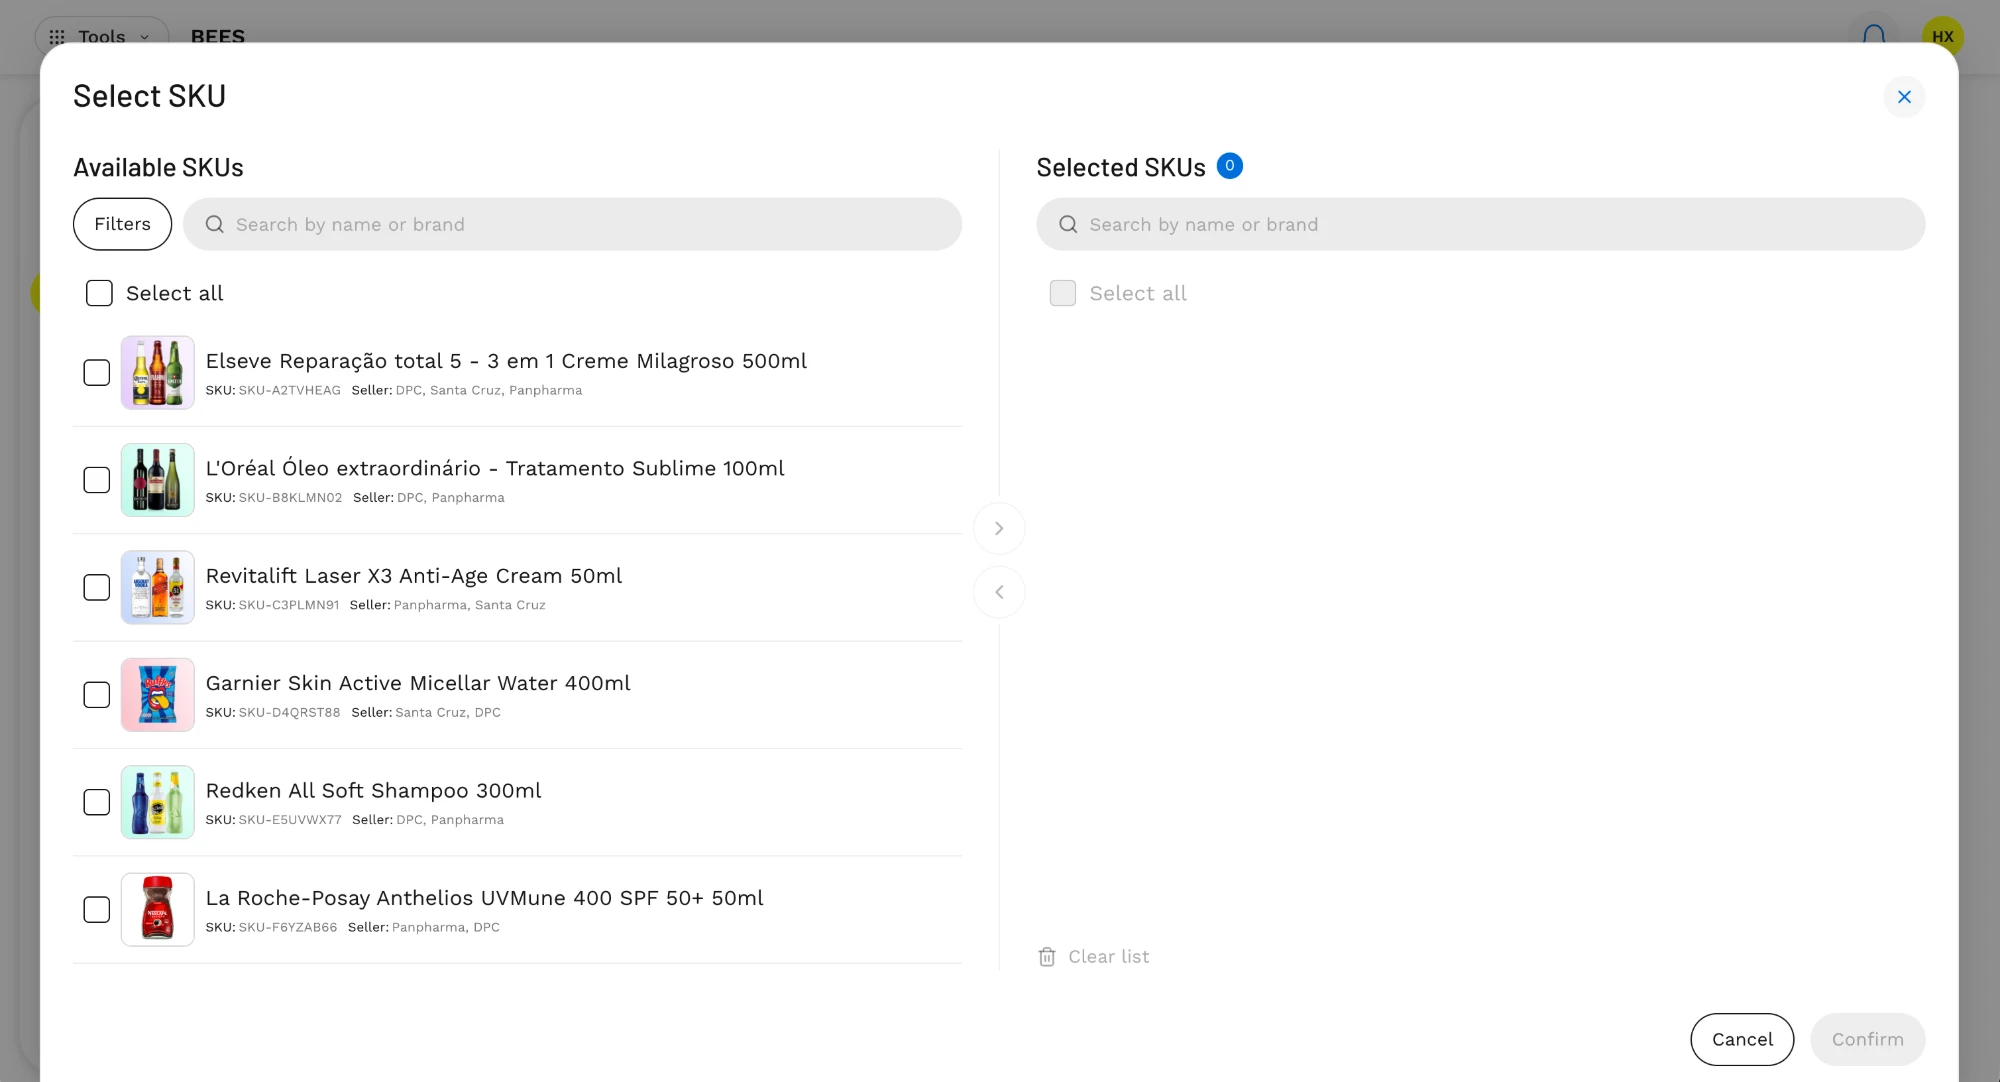 Tools
BEES
HX
Select SKU
Available SKUs
Filters
Search by name or brand
Select all
Elseve Reparação total 5 - 3 em 1 Creme Milagroso 500ml
SKU: SKU-A2TVHEAG Seller: DPC, Santa Cruz, Panpharma
L'Oréal Óleo extraordinário - Tratamento Sublime 100ml
SKU: SKU-B8KLMN02 Seller: DPC, Panpharma
Revitalift Laser X3 Anti-Age Cream 50ml
SKU: SKU-C3PLMN91 Seller: Panpharma, Santa Cruz
Garnier Skin Active Micellar Water 400ml
SKU: SKU-D4QRST88 Seller: Santa Cruz, DPC
Redken All Soft Shampoo 300ml
SKU: SKU-E5UVWX77 Seller: DPC, Panpharma
La Roche-Posay Anthelios UVMune 400 SPF 50+ 50ml
SKU: SKU-F6YZAB66 Seller: Panpharma, DPC
Selected SKUs 0
Search by name or brand
Select all
Clear list
Cancel
Confirm